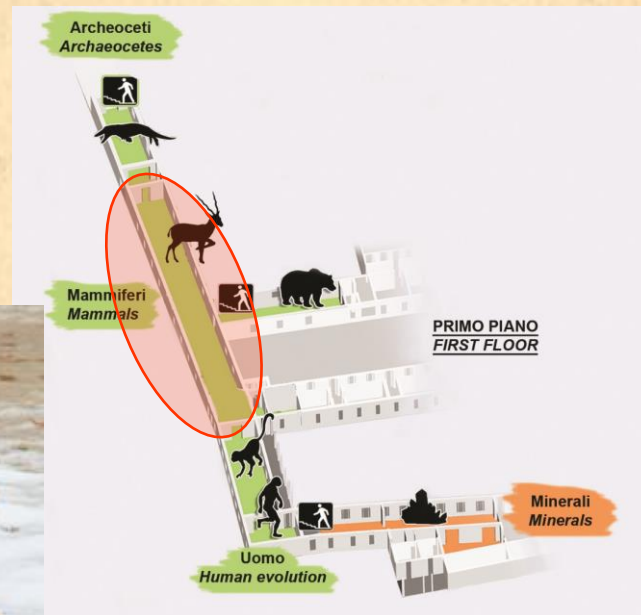 Archeoceti
Archaeocetes
Mammiferi
Mammals
PRIMO PIANO
FIRST FLOOR
Minerali
Minerals
Uomo
Human evolution